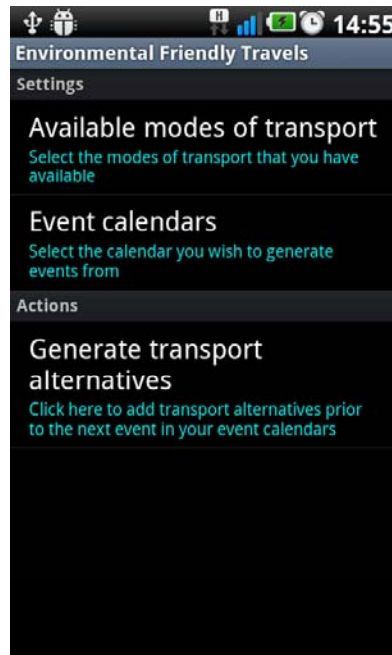 H
14:55
Environmental Friendly Travels
Settings
Available modes of transport
Select the modes of transport that you have
available
Event calendars
Select the calendar you wish to generate
events from
Actions
Generate transport
alternatives
Click here to add transport alternatives prior
to the next event in your event calendars